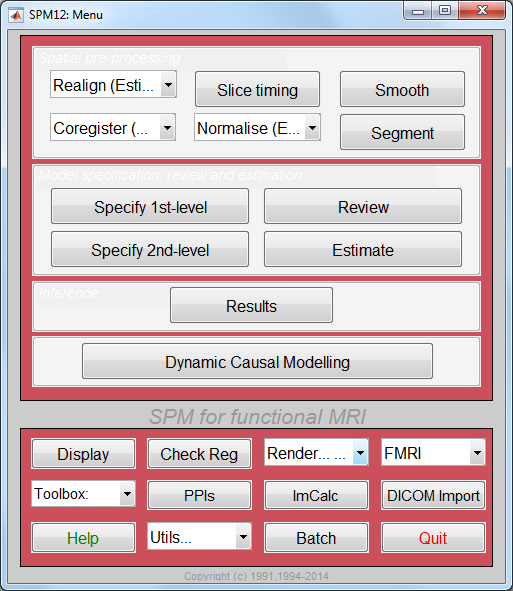 SPM12: Menu
Spatial pre-processing
Realign (Esti...
Slice timing
Smooth
Coregister (...
Normalise (E...
Segment
Model specification, review and estimation
Specify 1st-level
Review
Specify 2nd-level
Estimate
Inference
Results
Dynamic Causal Modelling
SPM for functional MRI
Display
Check Reg
Render... ...
FMRI
Toolbox:
PPIs
ImCalc
DICOM Import
Help
Utils...
Batch
Quit
Copyright (c) 1991,1994-2014